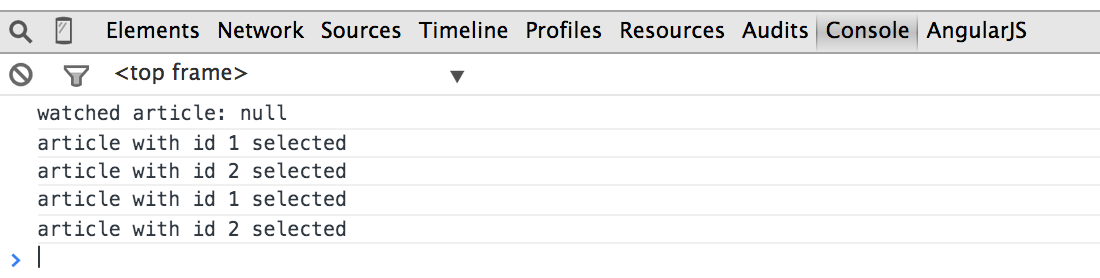 Elements Network Sources Timeline Profiles Resources Audits Console AngularJS
<top frame>
watched article: null
article with id 1 selected
article with id 2 selected
article with id 1 selected
article with id 2 selected